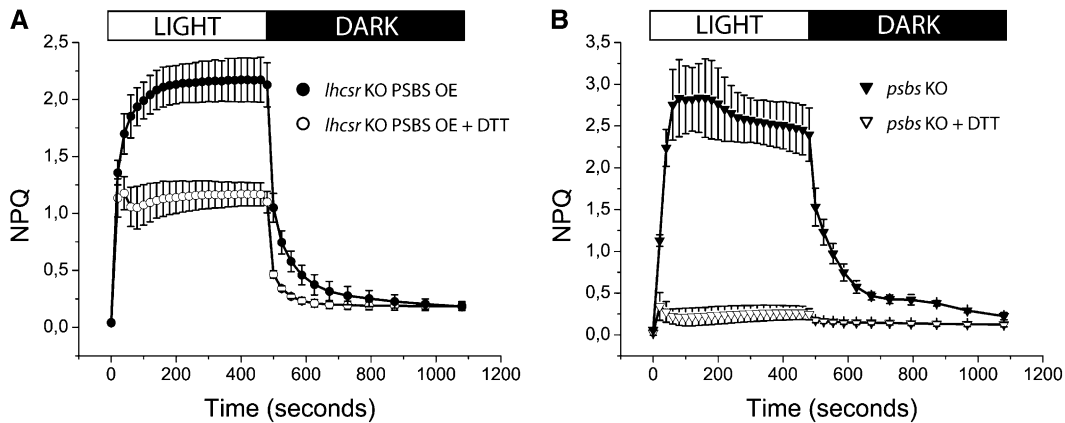 A
LIGHT DARK
2,5
2,0
1,5
1,0
0,5
0,0
NPQ
lhcsr KO PSBS OE
lhcsr KO PSBS OE + DTT
0 200 400 600 800 1000 1200
Time (seconds)
B
LIGHT DARK
3,5
3,0
2,5
2,0
1,5
1,0
0,5
0,0
NPQ
psbs KO
psbs KO + DTT
0 200 400 600 800 1000 1200
Time (seconds)